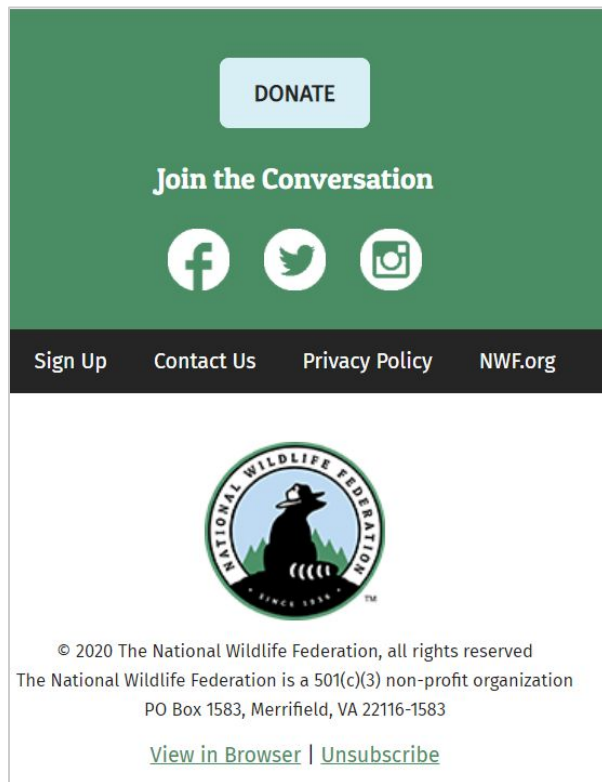 DONATE
Join the Conversation
Sign Up Contact Us Privacy Policy NWF.org
NATIONAL WILDLIFE FEDERATION
• SINCE 1936 •
TM
© 2020 The National Wildlife Federation, all rights reserved
The National Wildlife Federation is a 501(c)(3) non-profit organization
PO Box 1583, Merrifield, VA 22116-1583
View in Browser | Unsubscribe